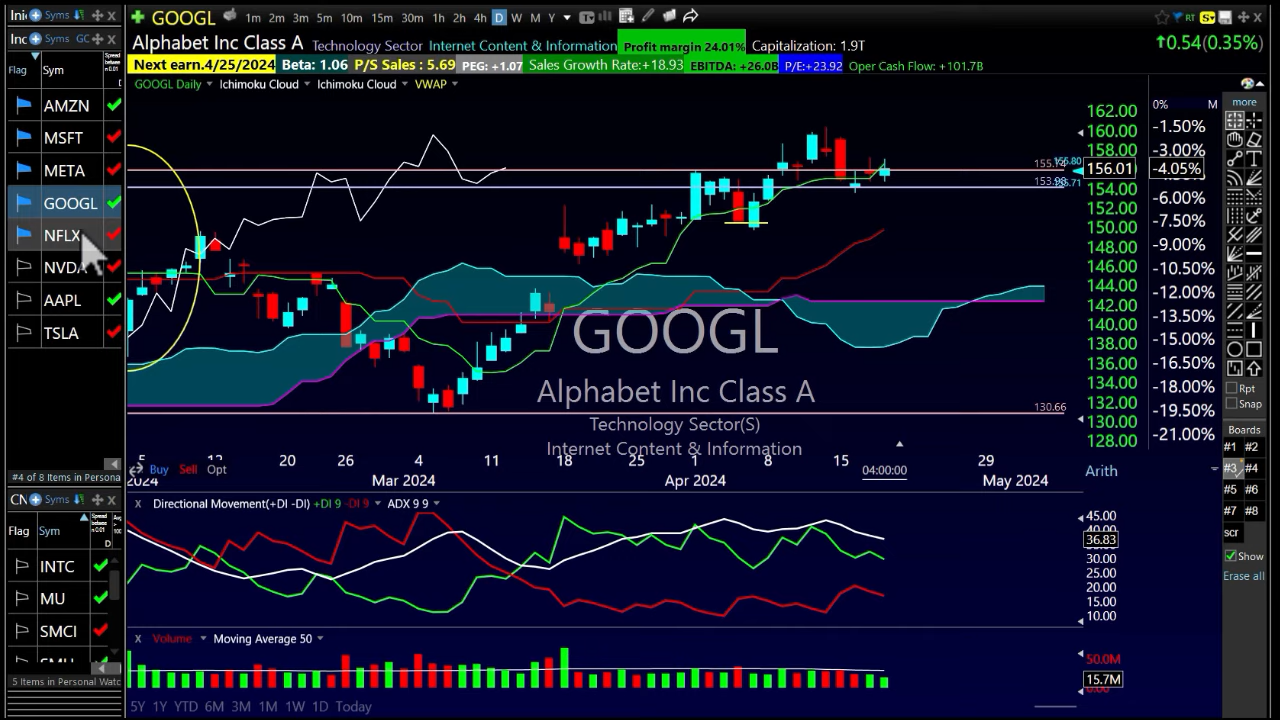 Ini Syms
Inc Syms GC
Flag Sym
AMZN
MSFT
META
GOOGL
NFLX
NVDA
AAPL
TSLA
#4 of 8 Items in Persona
CN Syms
Flag Sym
D
INTC
MU
SMCI
5 Items in Personal Watc
GOOGL 1m 2m 3m 5m 10m 15m 30m 1h 2h 4h D W M Y
RT S
Alphabet Inc Class A Technology Sector Internet Content & Information Profit margin 24.01% Capitalization: 1.9T
0.54(0.35%)
Next earn.4/25/2024 Beta: 1.06 P/S Sales : 5.69 PEG: +1.07 Sales Growth Rate:+18.93 EBITDA: +26.0B P/E:+23.92 Oper Cash Flow: +101.7B
GOOGL Daily Ichimoku Cloud Ichimoku Cloud VWAP
162.00
160.00
158.00
156.01
154.00
152.00
150.00
148.00
146.00
144.00
142.00
140.00
138.00
136.00
134.00
132.00
130.00
128.00
155.80
155.71
130.66
0% M
-1.50%
-3.00%
-4.05%
-6.00%
-7.50%
-9.00%
-10.50%
-12.00%
-13.50%
-15.00%
-16.50%
-18.00%
-19.50%
-21.00%
GOOGL
Alphabet Inc Class A
Technology Sector(S)
Internet Content & Information
5 12 20 26 4 11 18 25 1 8 15 29
Buy Sell Opt
04:00:00
Arith
2024 Mar 2024 Apr 2024 May 2024
X Directional Movement(+DI -DI) +DI 9 -DI 9 ADX 9 9
45.00
36.83
30.00
25.00
20.00
15.00
10.00
X Volume Moving Average 50
50.0M
15.7M
5Y 1Y YTD 6M 3M 1M 1W 1D Today
more
Rpt
Snap
Boards
#1 #2
#3 #4
#5 #6
#7 #8
scr
Show
Erase all